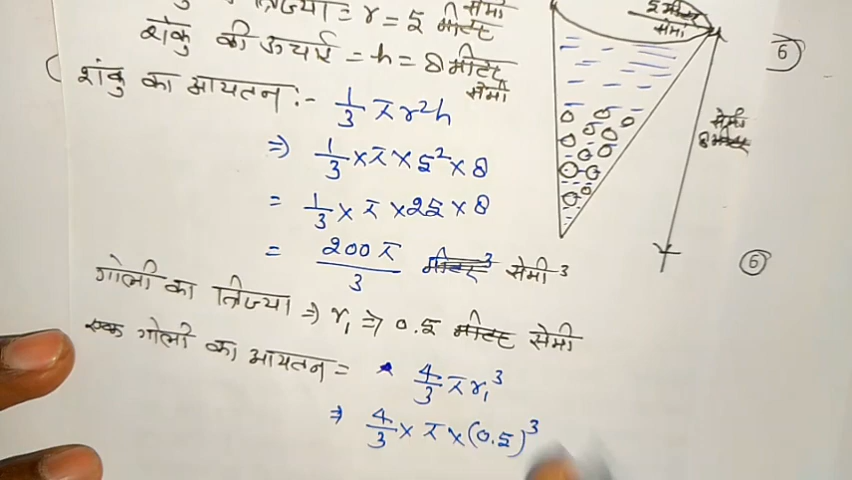 त्रिज्या = r = 5 मीटर सेमी
शंकु की ऊचाई = h = 8 मीटर सेमी
शंकु का आयतन :- 1/3 πr²h
⇒ 1/3 × π × 5² × 8
= 1/3 × π × 25 × 8
= 200π/3 मीटर³ सेमी³
गोली का त्रिज्या ⇒ r₁ ⇒ 0.5 मीटर सेमी
एक गोली का आयतन = 4/3 πr₁³
⇒ 4/3 × π × (0.5)³
5 मीटर सेमी
सेमी
8 मीटर
6
6